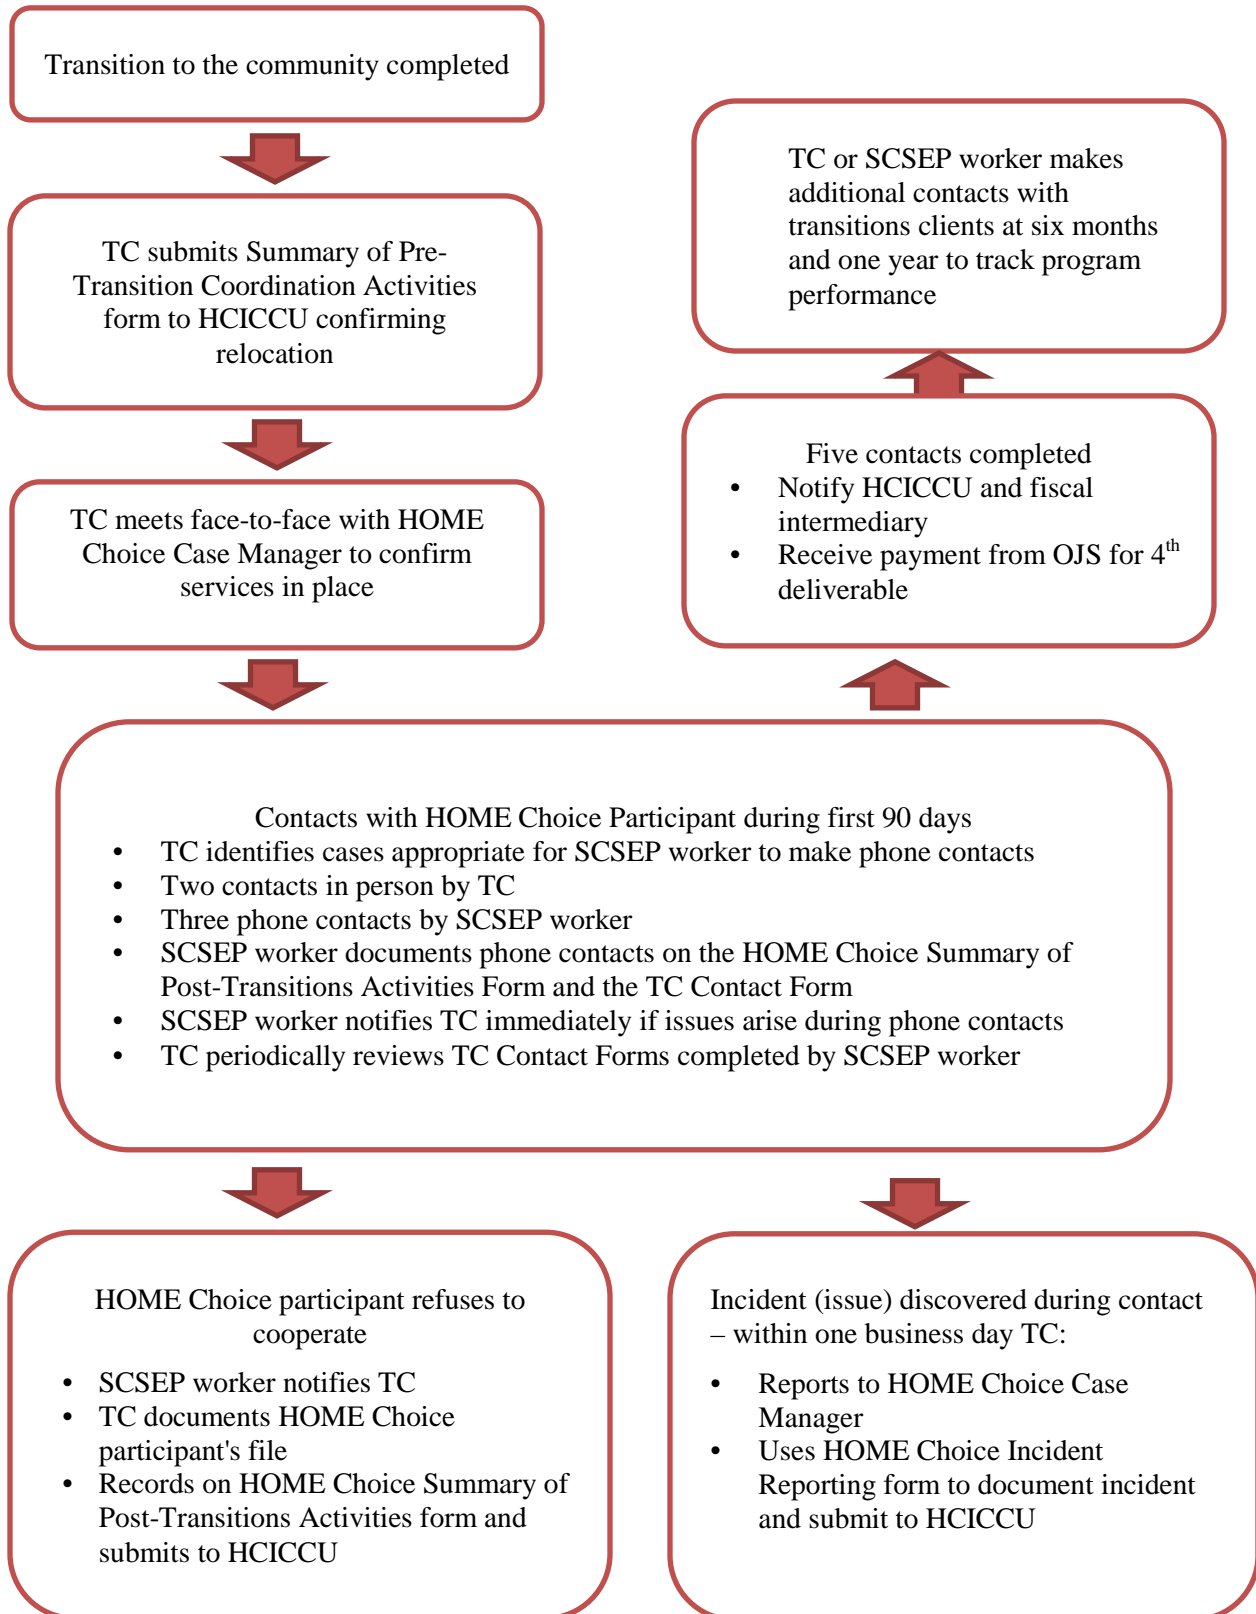 Transition to the community completed
TC submits Summary of Pre-
Transition Coordination Activities
form to HCICCU confirming
relocation
TC meets face-to-face with HOME
Choice Case Manager to confirm
services in place
Contacts with HOME Choice Participant during first 90 days
• TC identifies cases appropriate for SCSEP worker to make phone contacts
• Two contacts in person by TC
• Three phone contacts by SCSEP worker
• SCSEP worker documents phone contacts on the HOME Choice Summary of
Post-Transitions Activities Form and the TC Contact Form
• SCSEP worker notifies TC immediately if issues arise during phone contacts
• TC periodically reviews TC Contact Forms completed by SCSEP worker
Five contacts completed
• Notify HCICCU and fiscal
intermediary
• Receive payment from OJS for 4th
deliverable
TC or SCSEP worker makes
additional contacts with
transitions clients at six months
and one year to track program
performance
HOME Choice participant refuses to
cooperate
• SCSEP worker notifies TC
• TC documents HOME Choice
participant's file
• Records on HOME Choice Summary of
Post-Transitions Activities form and
submits to HCICCU
Incident (issue) discovered during contact
– within one business day TC:
• Reports to HOME Choice Case
Manager
• Uses HOME Choice Incident
Reporting form to document incident
and submit to HCICCU